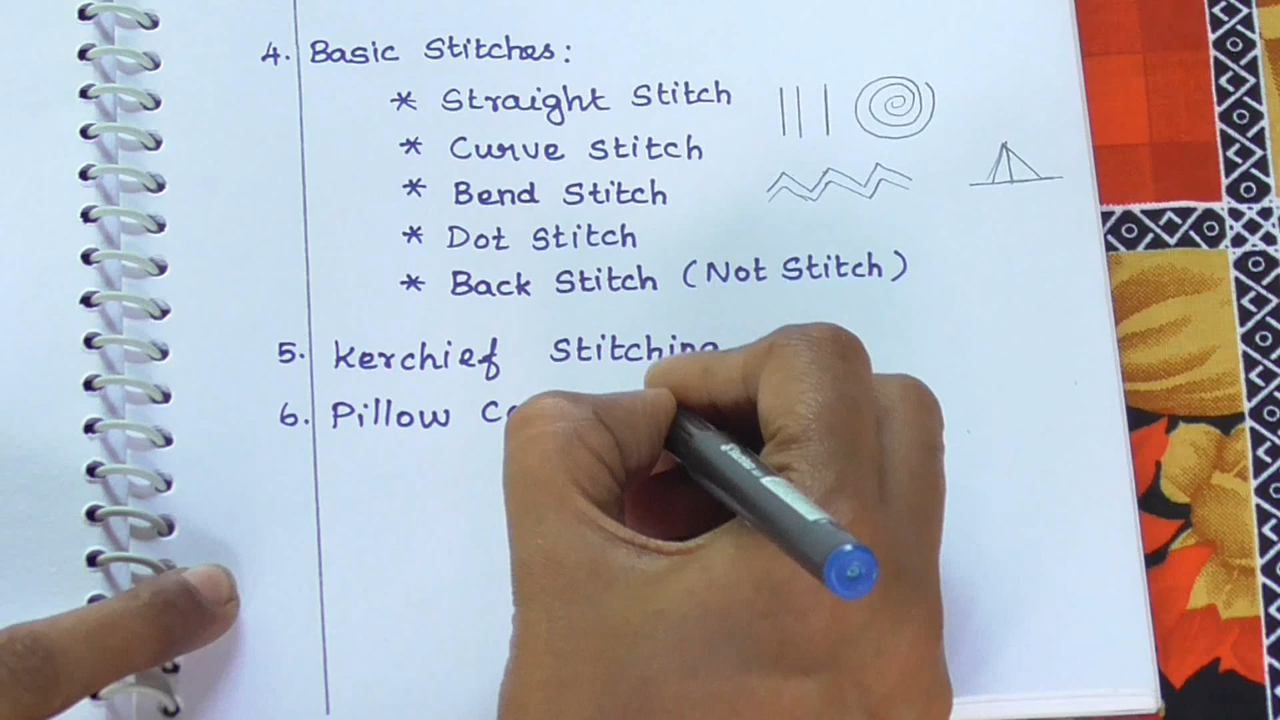 4. Basic Stitches:
* Straight Stitch
* Curve Stitch
* Bend Stitch
* Dot Stitch
* Back Stitch (Not Stitch)
5. Kerchief Stitching
6. Pillow